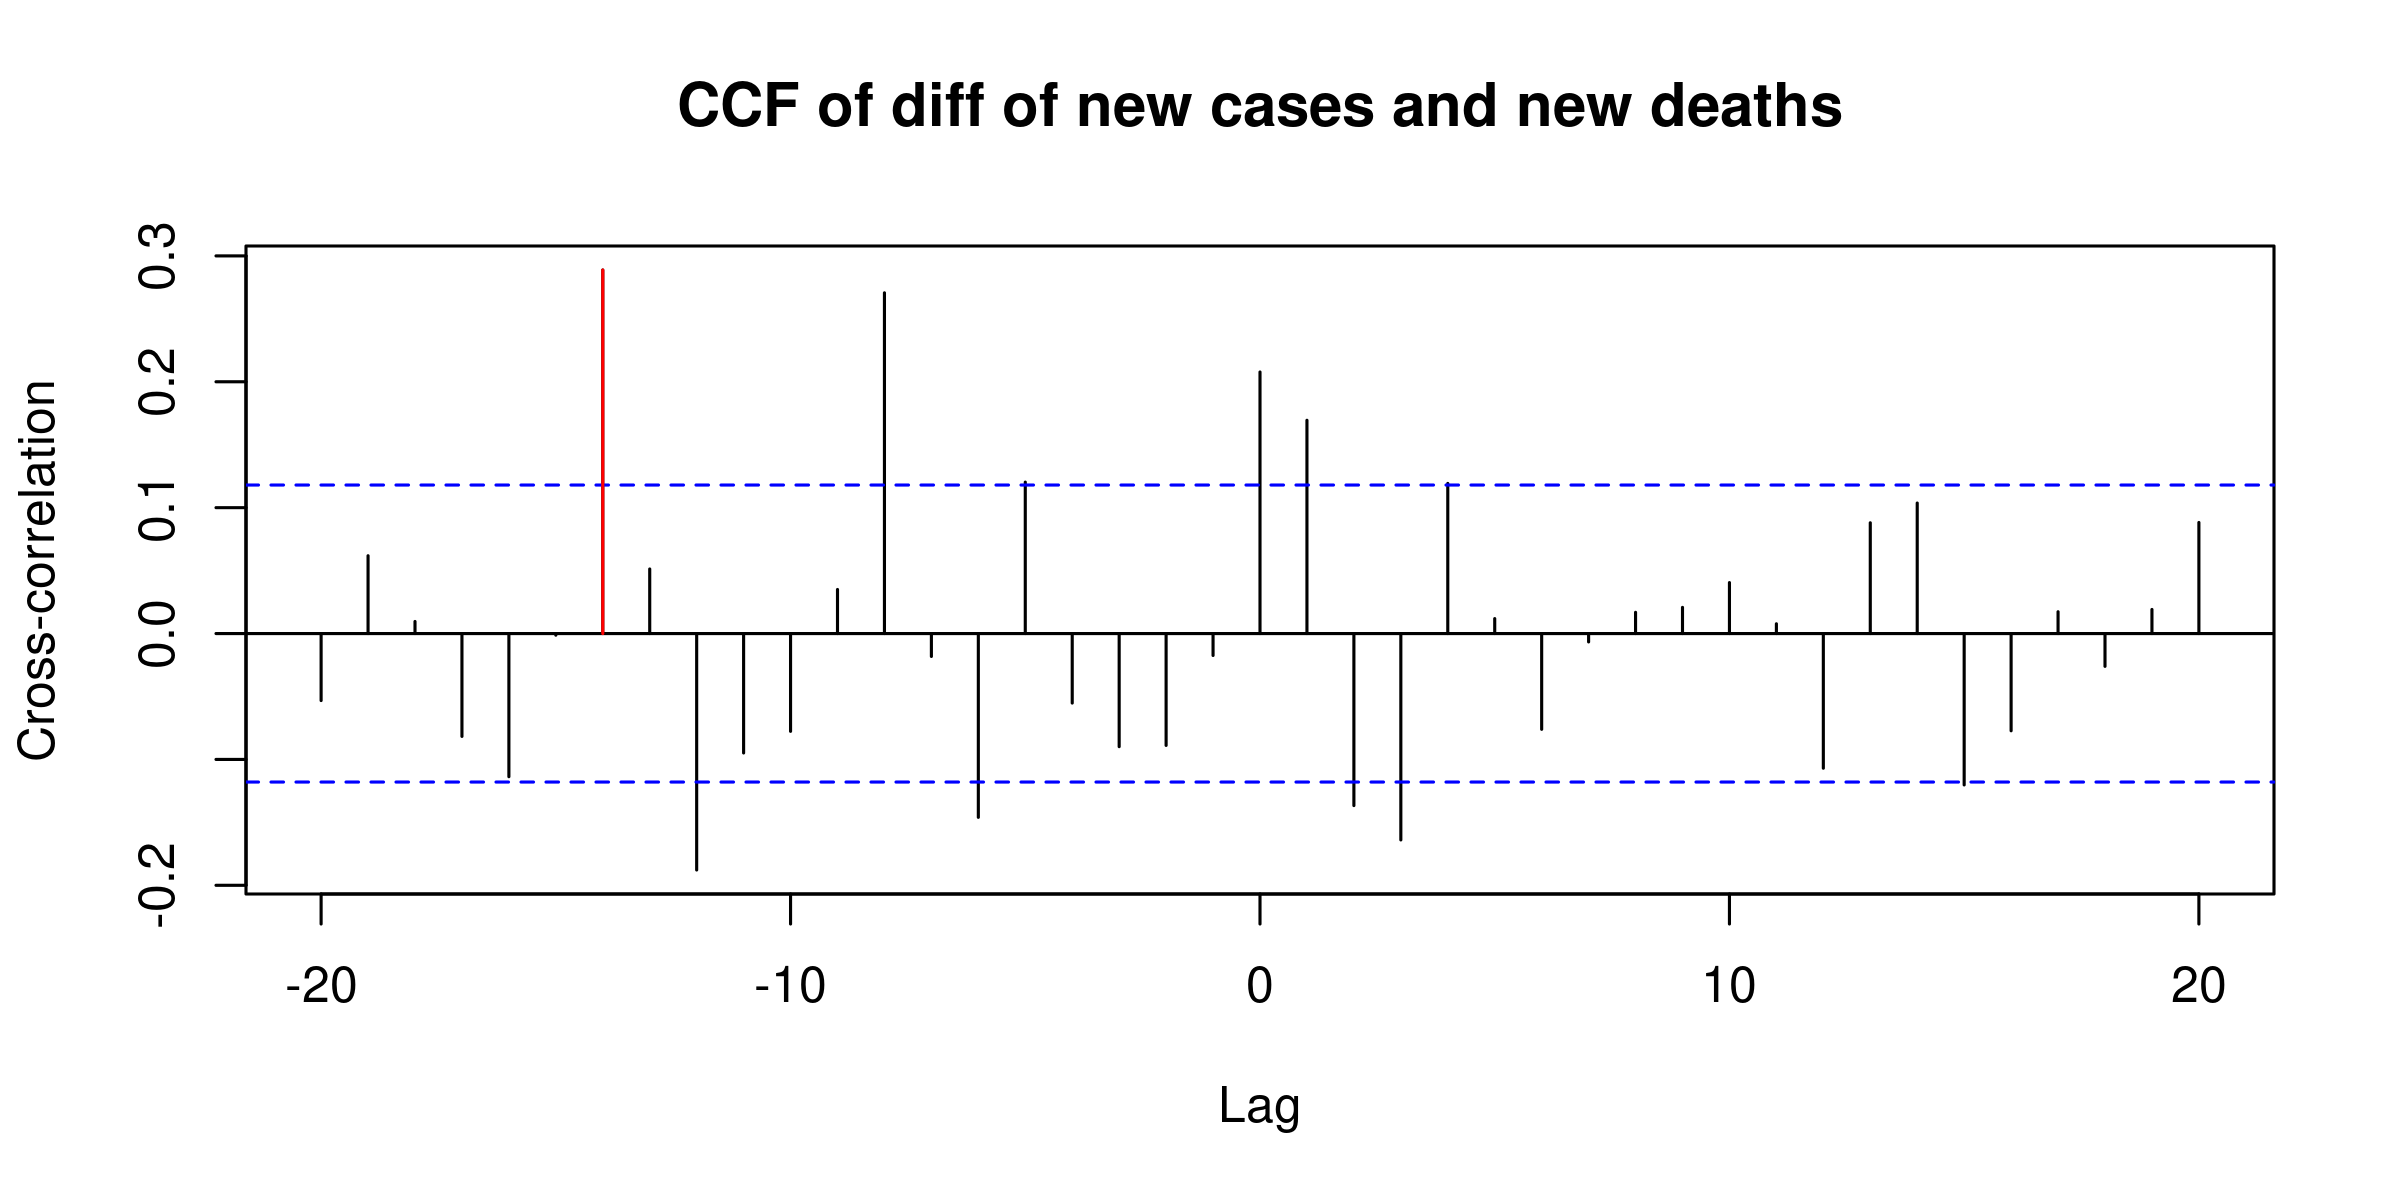 CCF of diff of new cases and new deaths
Cross-correlation
0.3
0.2
0.1
0.0
-0.2
-20 -10 0 10 20
Lag